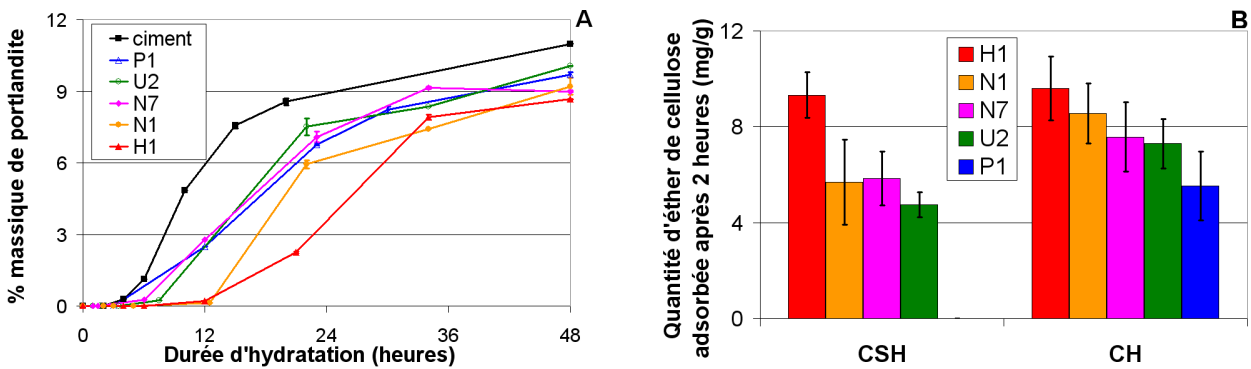 A
% massique de portlandite
12
9
6
3
0
ciment
P1
U2
N7
N1
H1
0 12 24 36 48
Durée d'hydratation (heures)
B
Quantité d'éther de cellulose
adsorbée après 2 heures (mg/g)
12
8
4
0
H1
N1
N7
U2
P1
CSH CH